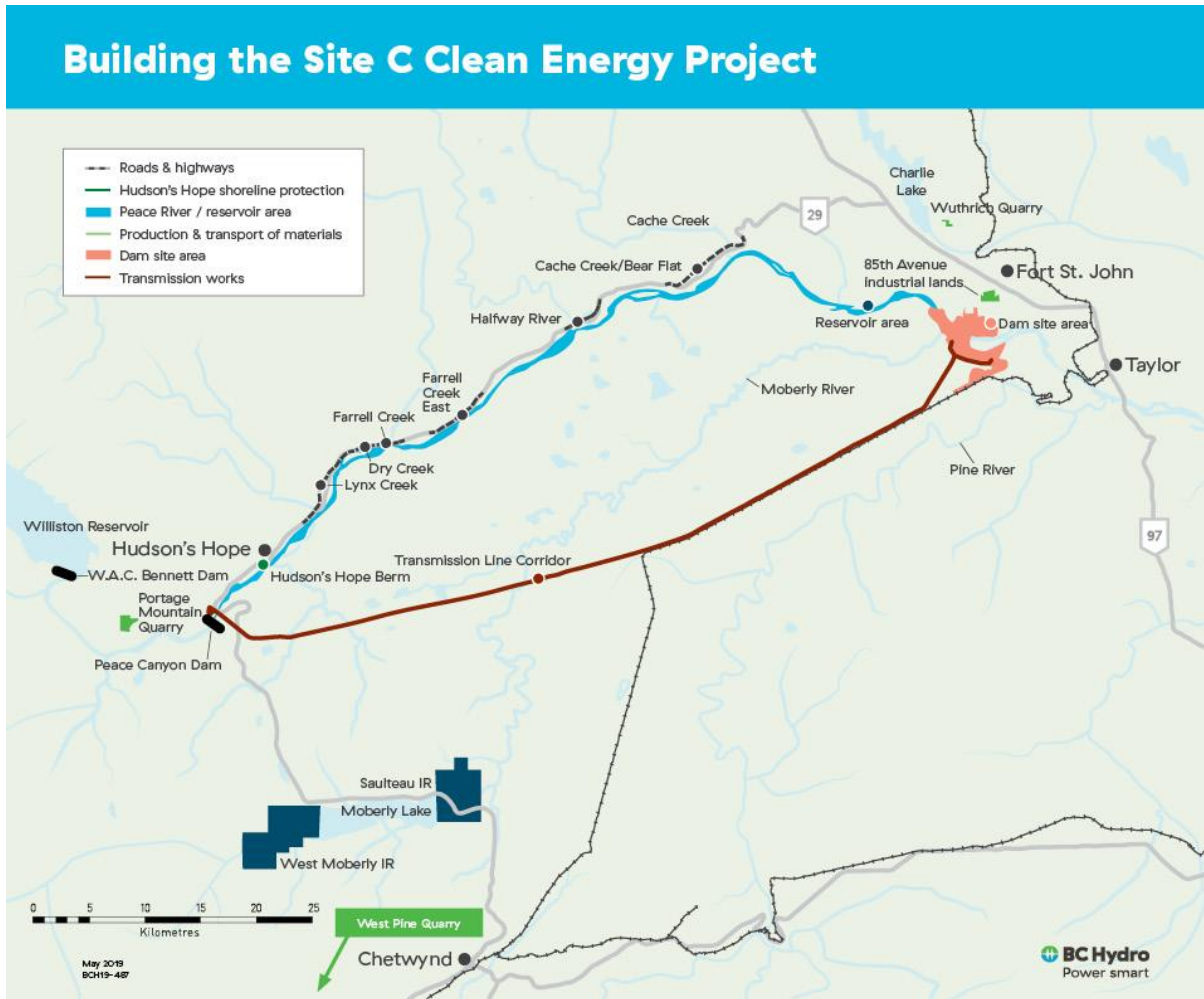 Building the Site C Clean Energy Project
Roads & highways
Hudson's Hope shoreline protection
Peace River / reservoir area
Production & transport of materials
Dam site area
Transmission works
Charlie
Lake
Wuthrich Quarry
29
Cache Creek
Cache Creek/Bear Flat
85th Avenue
industrial lands
Fort St. John
Halfway River
Reservoir area
Dam site area
Taylor
Moberly River
Farrell
Creek
East
Farrell Creek
Dry Creek
Lynx Creek
Pine River
Williston Reservoir
Hudson's Hope
97
W.A.C. Bennett Dam
Hudson's Hope Berm
Transmission Line Corridor
Portage
Mountain
Quarry
Peace Canyon Dam
Saulteau IR
Moberly Lake
West Moberly IR
0 5 10 15 20 25
Kilometres
West Pine Quarry
Chetwynd
May 2019
BCH19-487
BC Hydro
Power smart